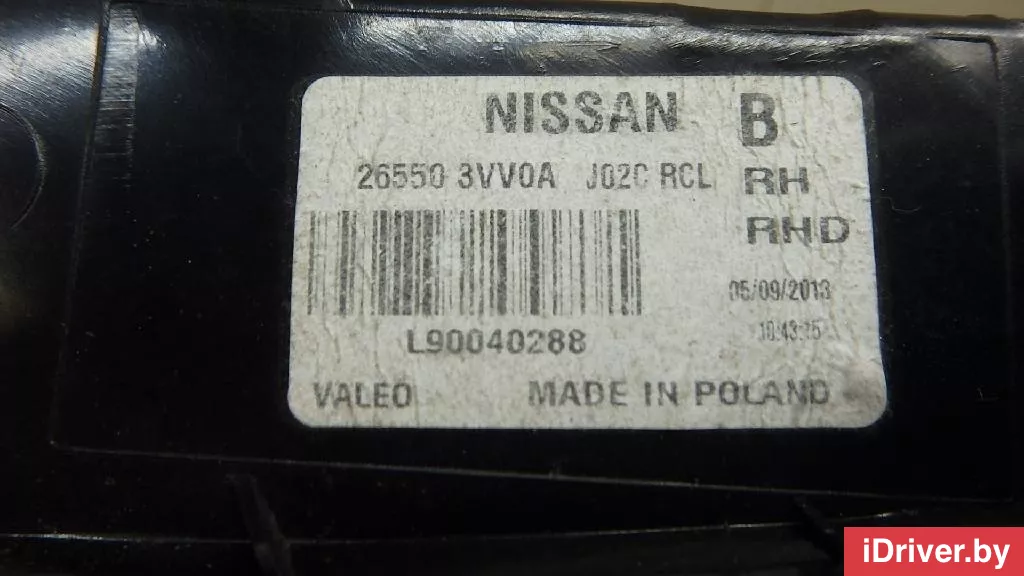 NISSAN B
26550 3VV0A J02C RCL RH
RHD
05/09/2013
10:43:15
L90040288
VALEO MADE IN POLAND
iDriver.by